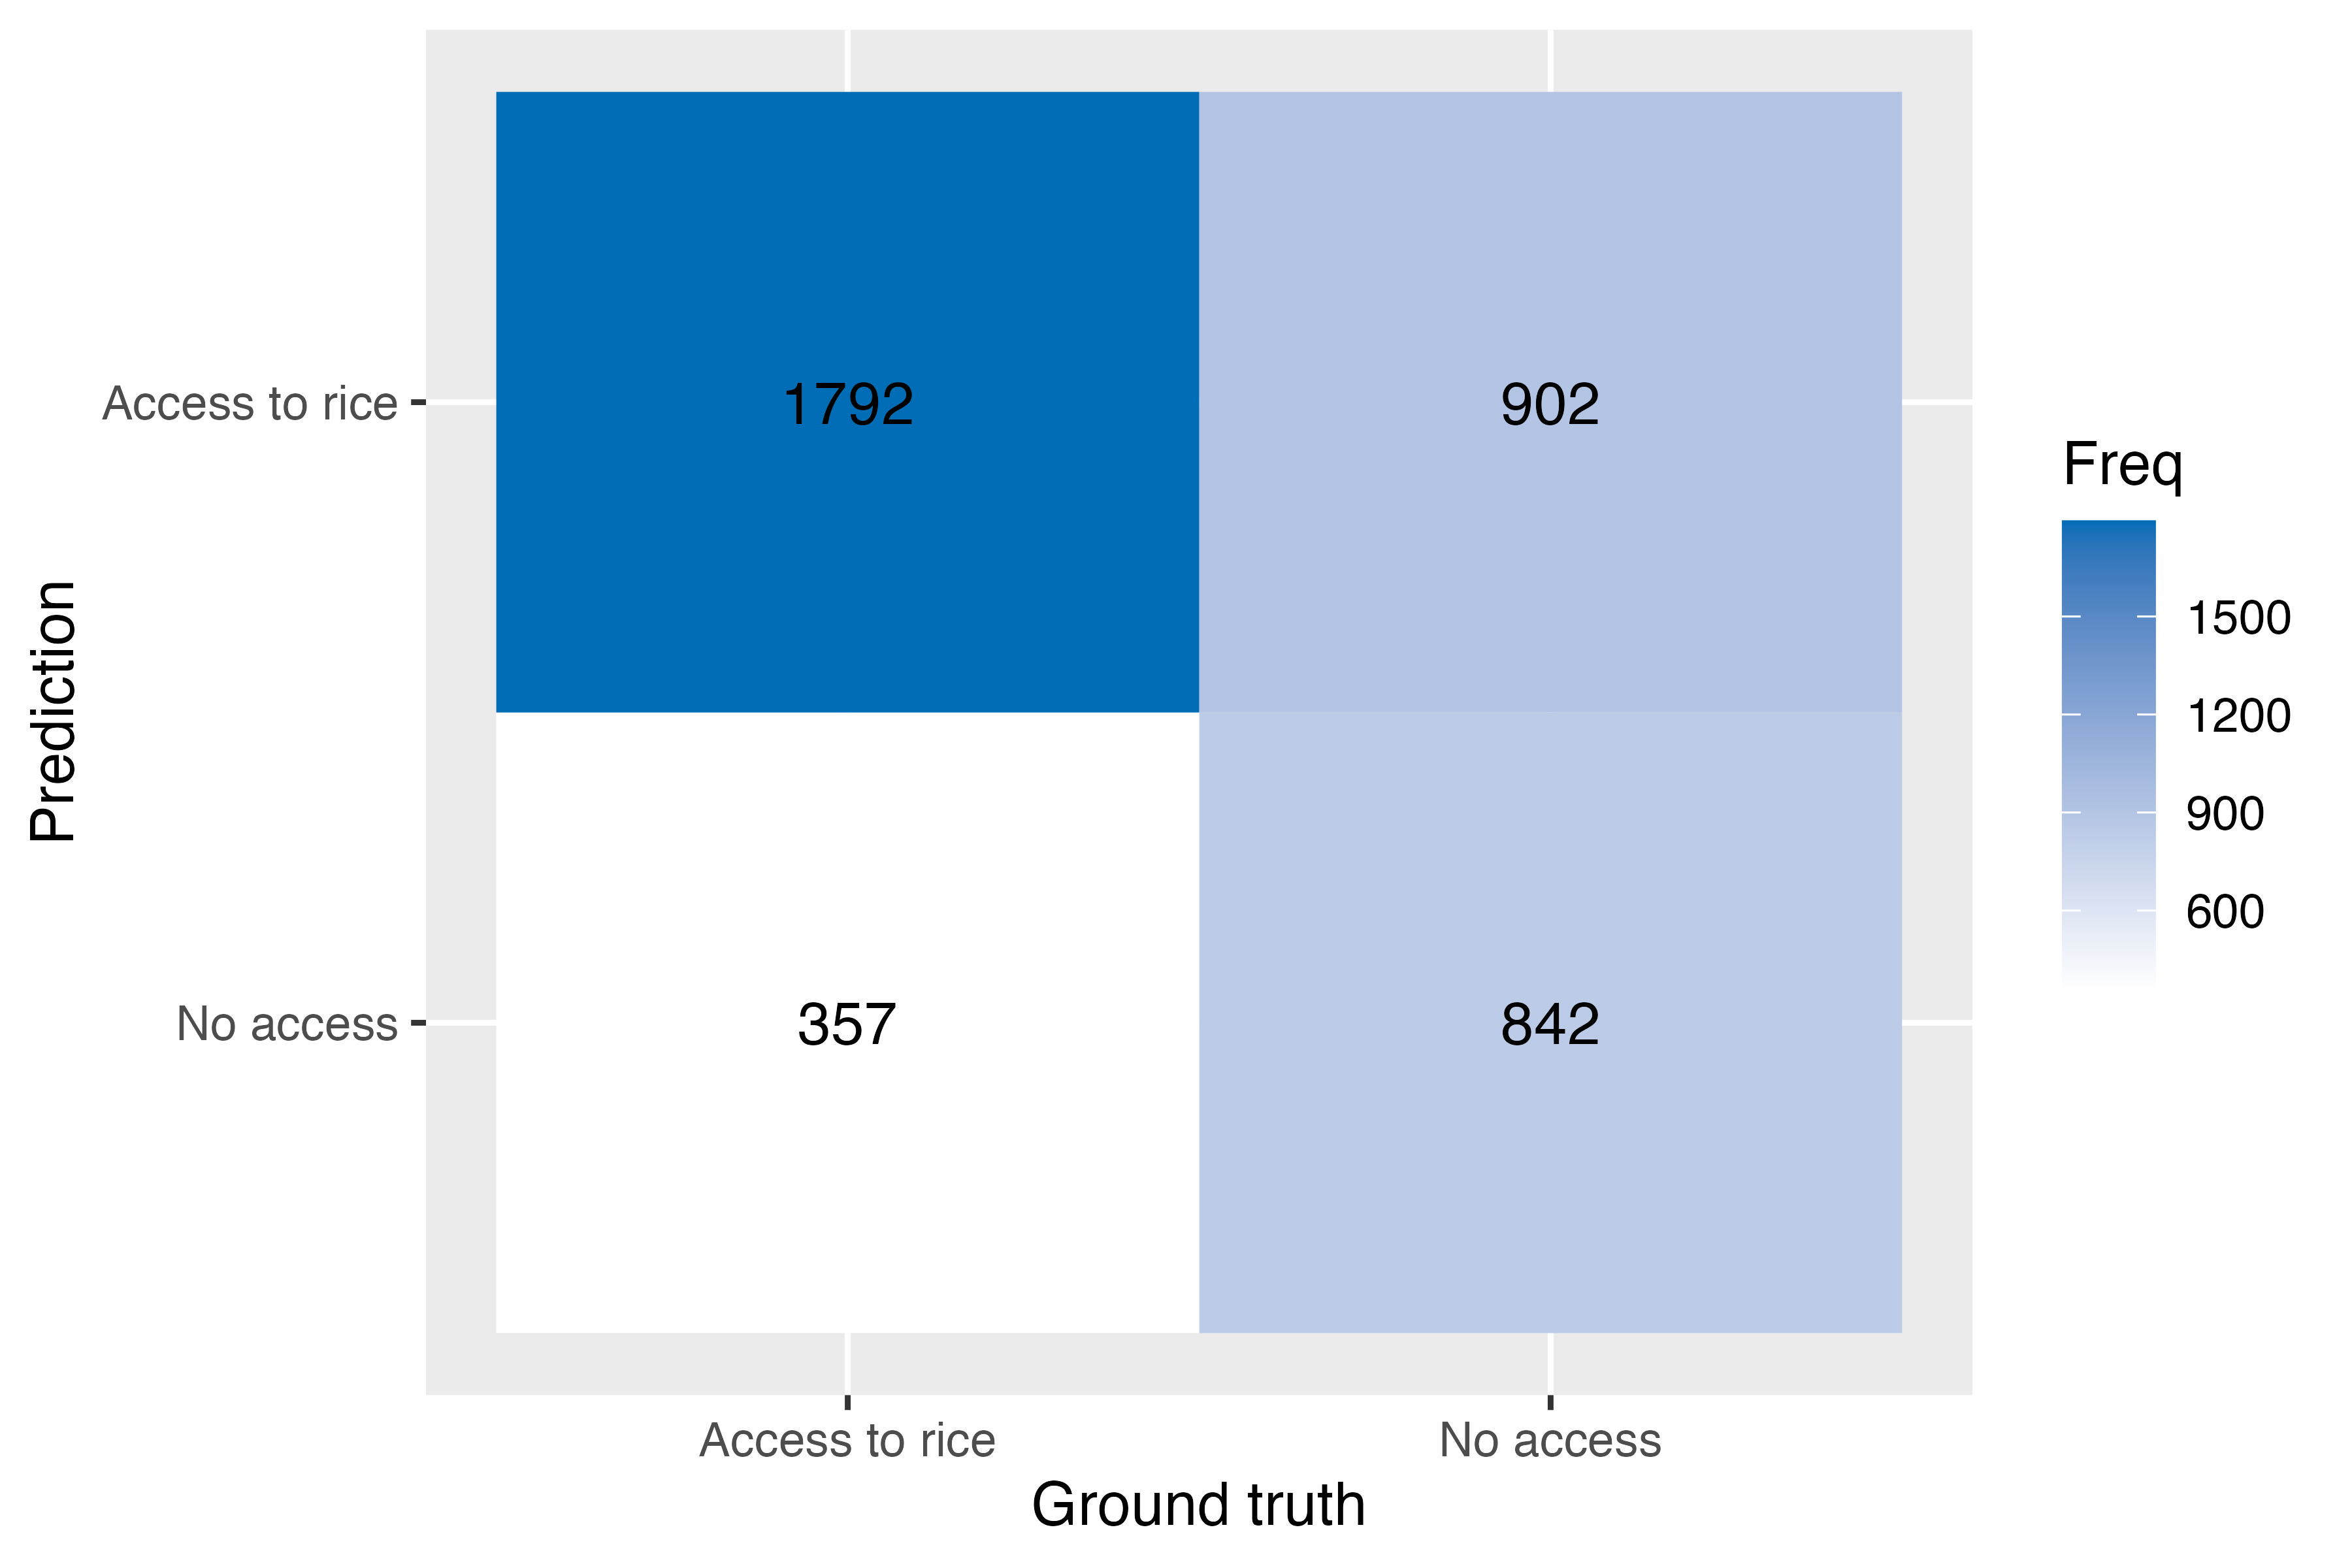 Prediction
Access to rice
No access
1792
902
357
842
Access to rice
No access
Ground truth
Freq
1500
1200
900
600